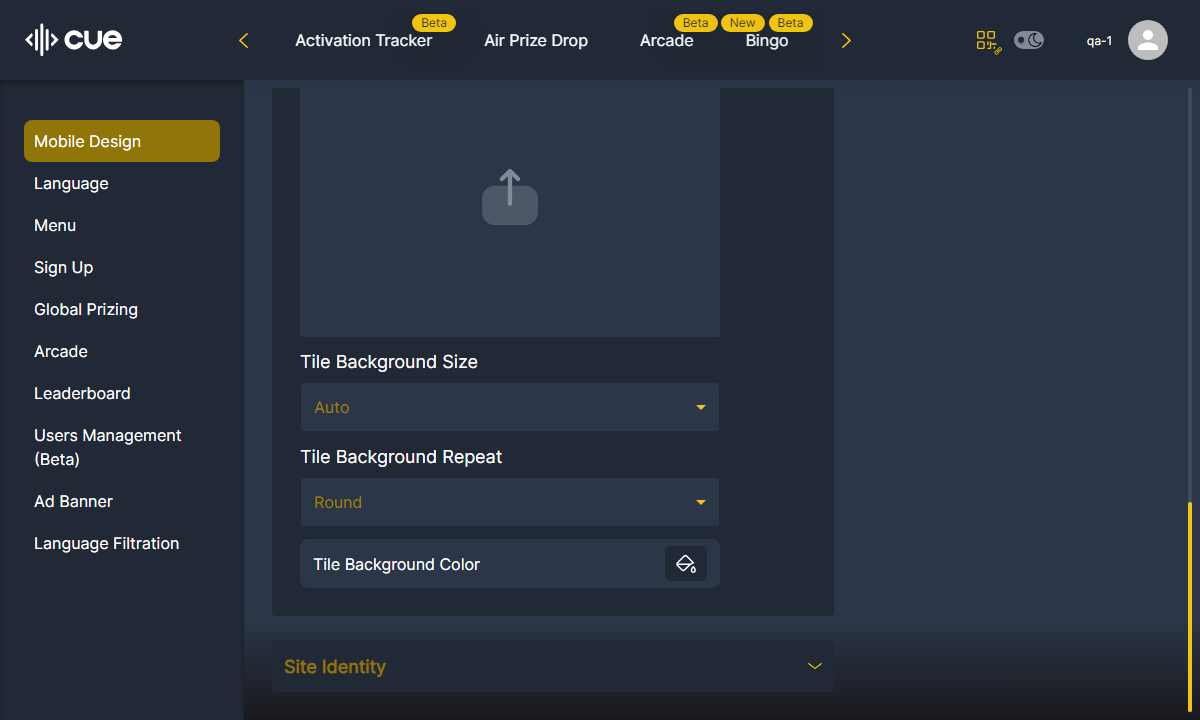 cue
Beta
Activation Tracker
Air Prize Drop
Beta
Arcade
New
Beta
Bingo
qa-1
Mobile Design
Language
Menu
Sign Up
Global Prizing
Arcade
Leaderboard
Users Management
(Beta)
Ad Banner
Language Filtration
Tile Background Size
Auto
Tile Background Repeat
Round
Tile Background Color
Site Identity